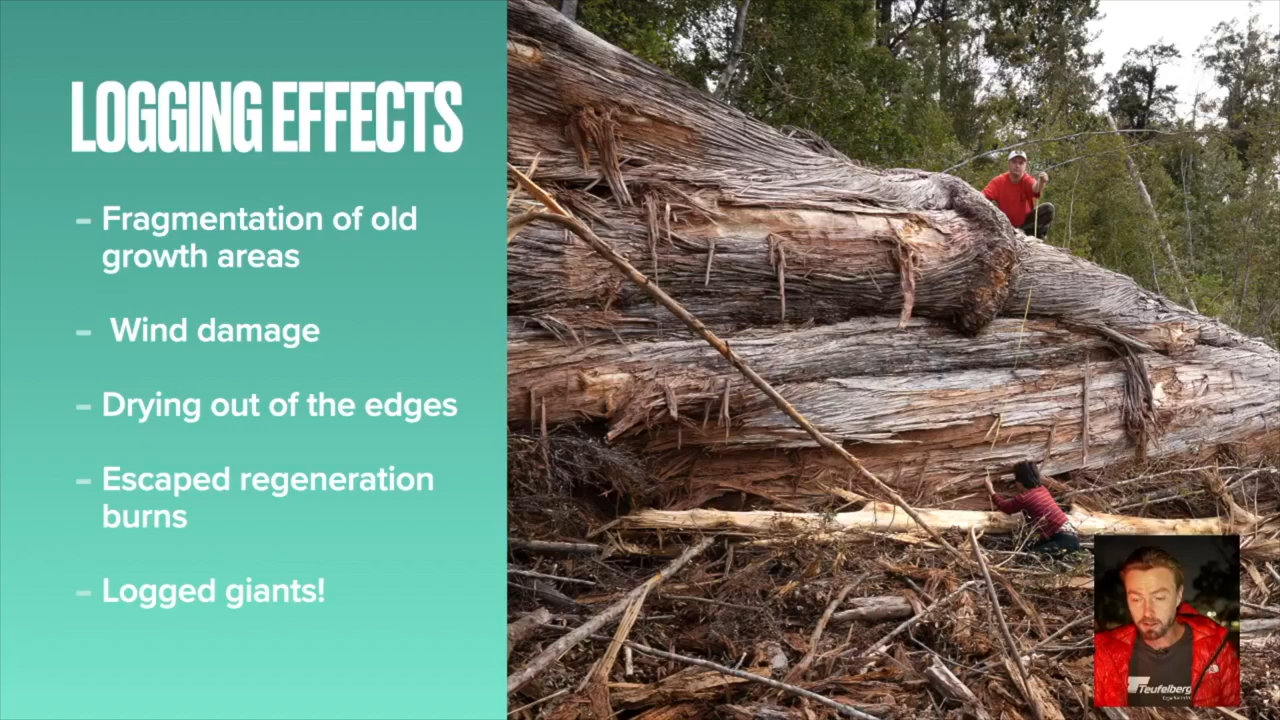 LOGGING EFFECTS
- Fragmentation of old
growth areas
- Wind damage
- Drying out of the edges
- Escaped regeneration
burns
- Logged giants!
Teufelberg